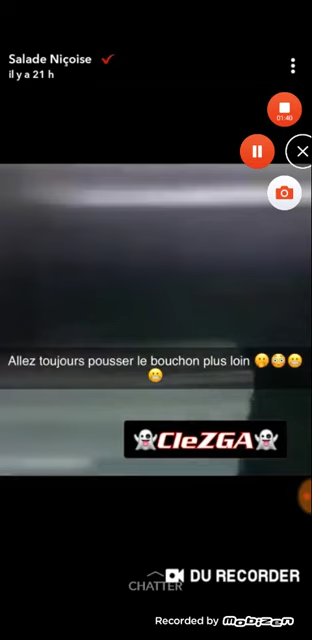 Salade Niçoise
il y a 21 h
01:40
Allez toujours pousser le bouchon plus loin 🤭😳🤭
😬
👻CleZGA👻
DU RECORDER
CHATTER
Recorded by mobizen